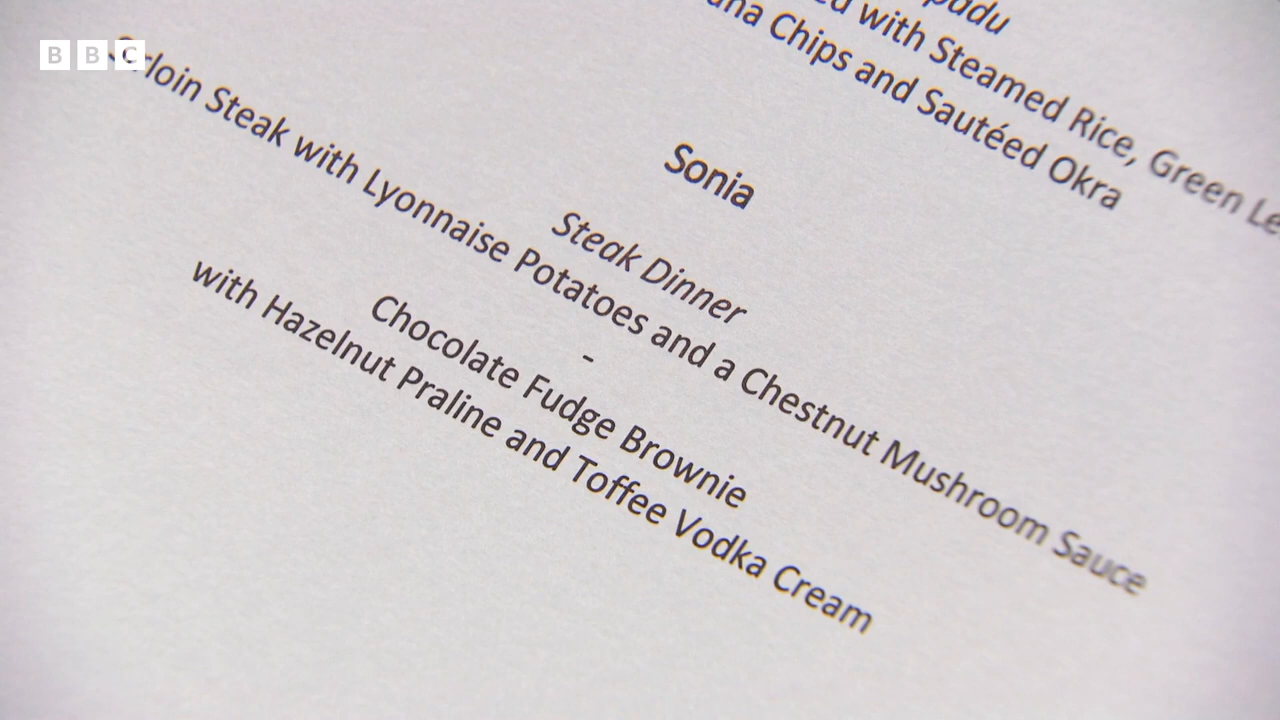 BBC
with Steamed Rice, Green
Chips and Sautéed Okra
Sonia
Steak Dinner
Sirloin Steak with Lyonnaise Potatoes and a Chestnut Mushroom Sauce
-
Chocolate Fudge Brownie
with Hazelnut Praline and Toffee Vodka Cream